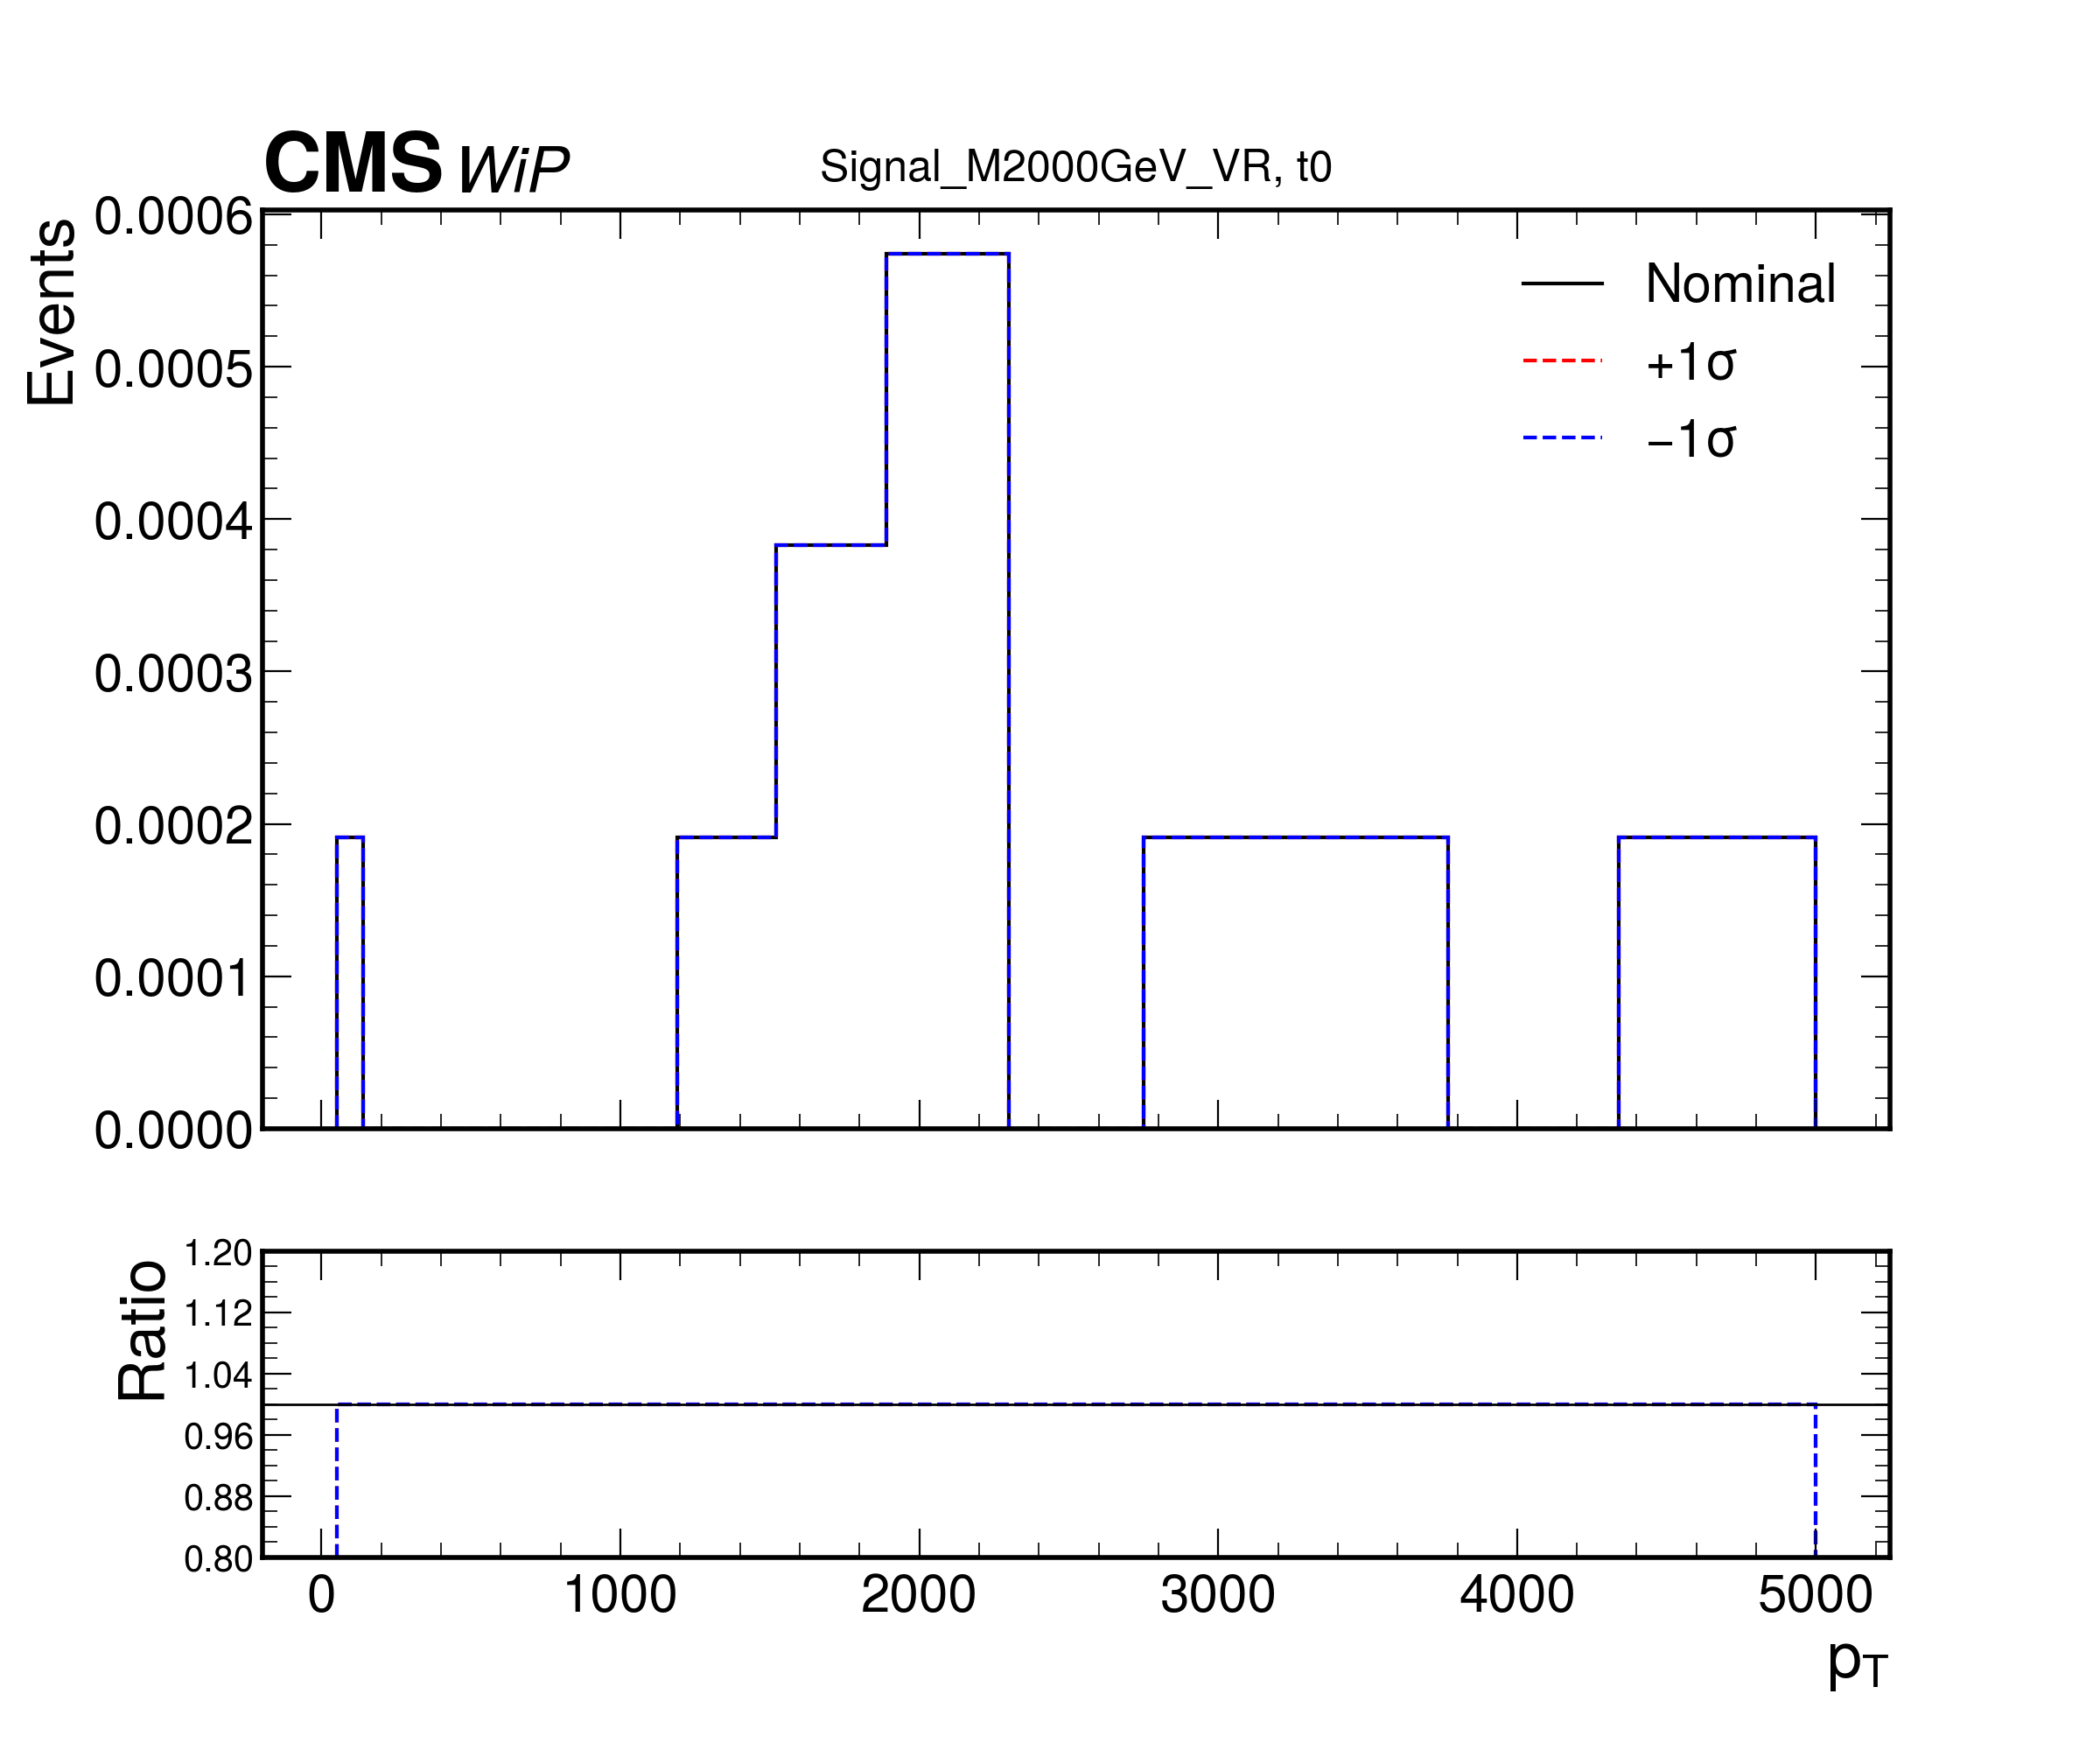 CMS WiP Signal_M2000GeV_VR, t0
Events
0.0006
0.0005
0.0004
0.0003
0.0002
0.0001
0.0000
Nominal
+1σ
−1σ
Ratio
1.20
1.12
1.04
0.96
0.88
0.80
0 1000 2000 3000 4000 5000
pT